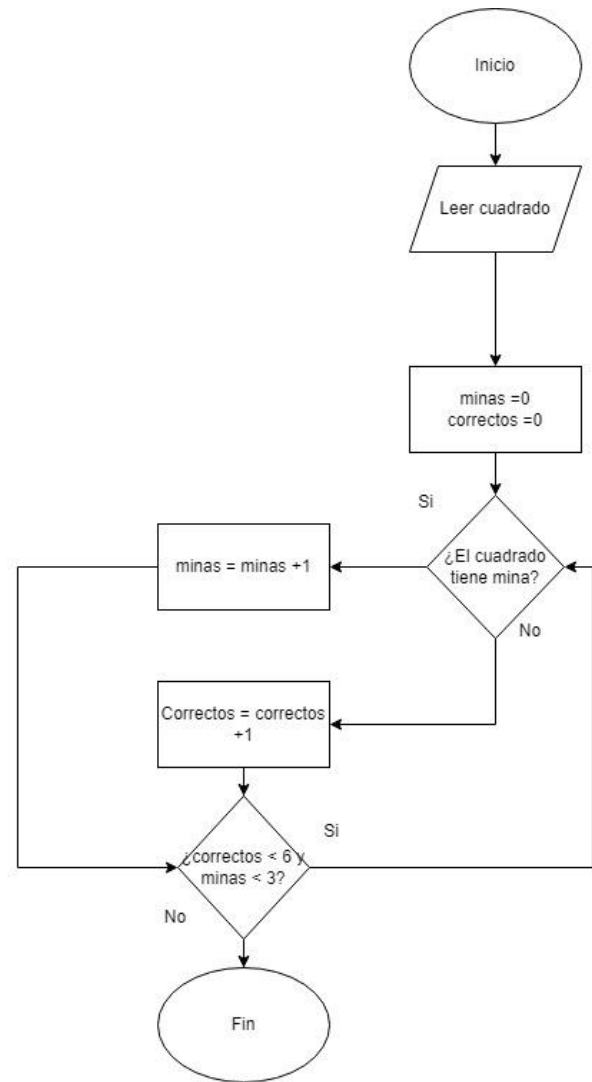 Inicio
Leer cuadrado
minas =0
correctos =0
Si
¿El cuadrado
tiene mina?
minas = minas +1
No
Correctos = correctos
+1
¿correctos < 6 y
minas < 3?
Si
No
Fin